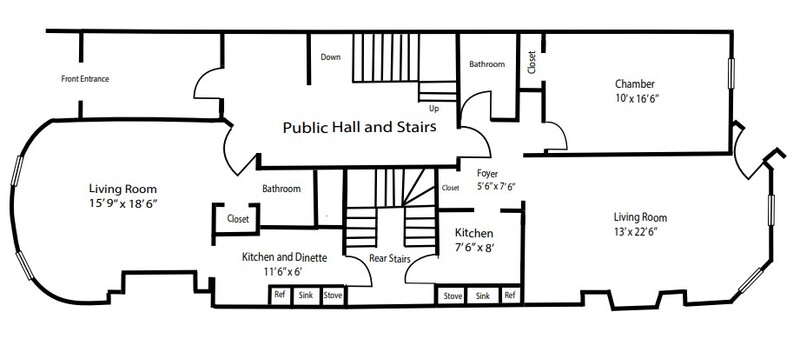 Down
Bathroom
Closet
Front Entrance
Chamber
10' x 16'6"
Up
Public Hall and Stairs
Foyer
5'6"x 7'6"
Living Room
15' 9" x 18' 6"
Bathroom
Closet
Closet
Living Room
13' x 22'6"
Kitchen
7' 6" x 8'
Kitchen and Dinette
11'6"x 6'
Rear Stairs
Ref
Sink
Stove
Stove
Sink
Ref